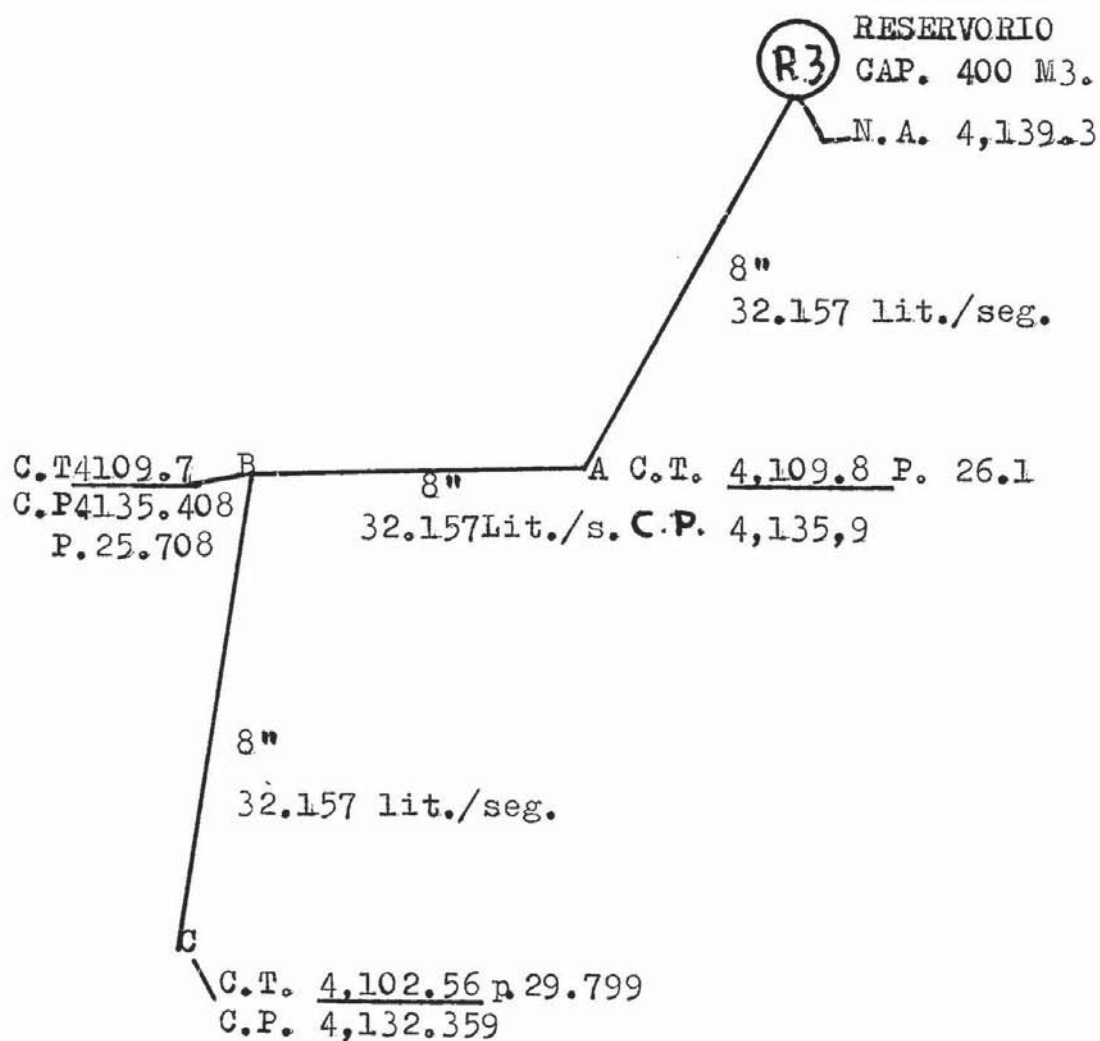 RESERVORIO
R3 CAP. 400 M3.
N.A. 4,139.3
8"
32.157 lit./seg.
C.T4109.7 B
C.P4135.408
P.25.708
8"
32.157Lit./s.
A C.T. 4,109.8 P. 26.1
C.P. 4,135,9
8"
32.157 lit./seg.
C
C.T. 4,102.56 p.29.799
C.P. 4,132.359